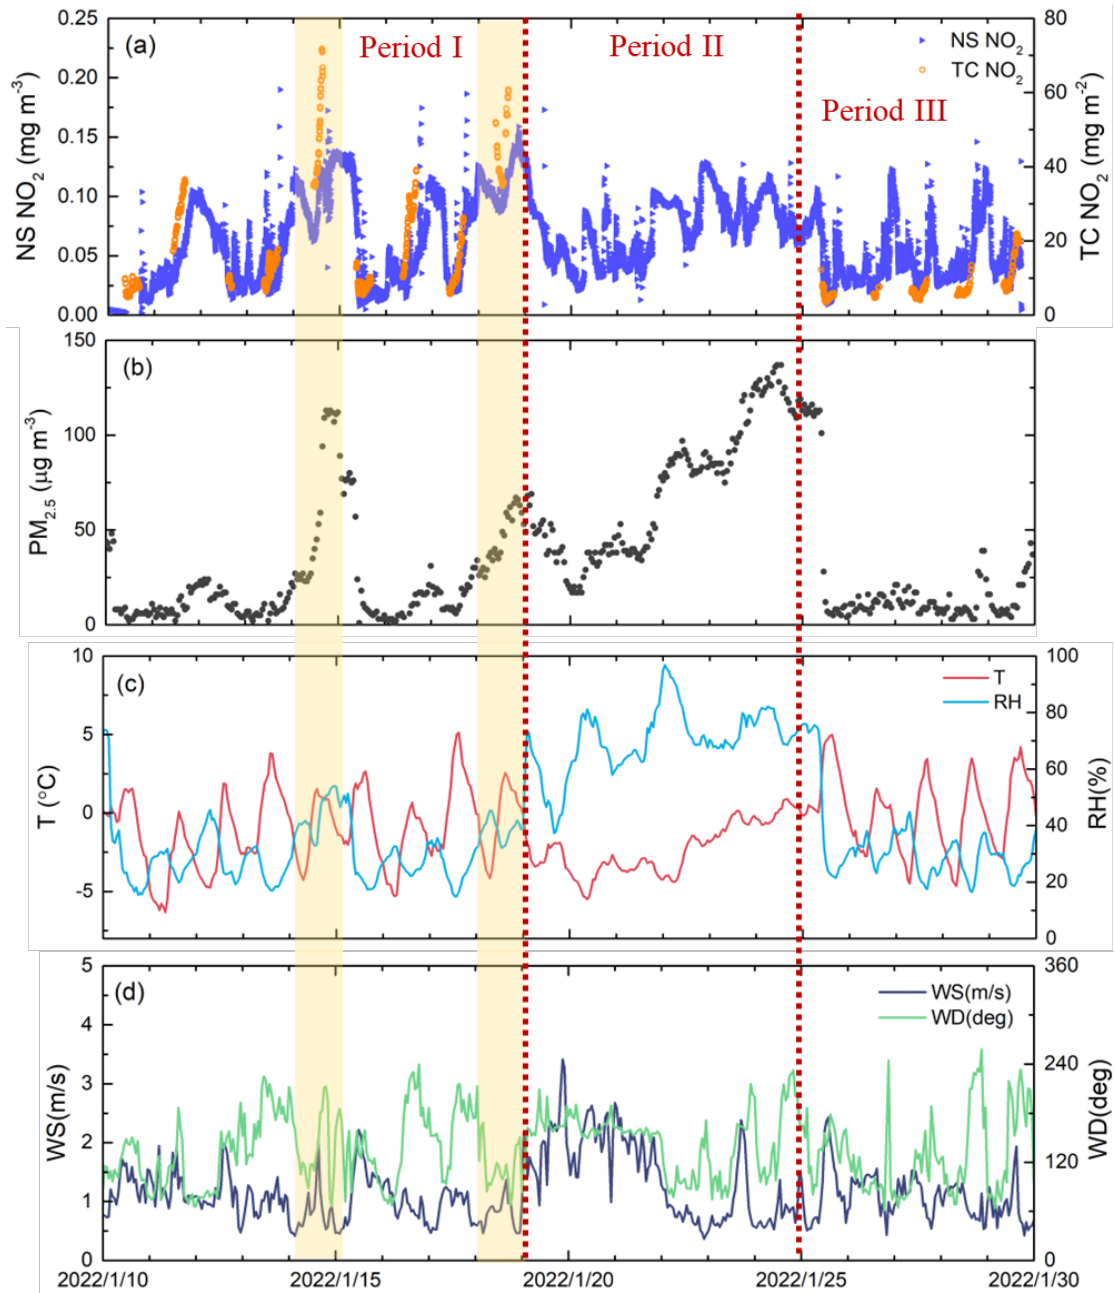 (a)
Period I
Period II
Period III
NS NO₂
TC NO₂
NS NO₂ (mg m⁻³)
0.25
0.20
0.15
0.10
0.05
0.00
TC NO₂ (mg m⁻²)
80
60
40
20
0
(b)
PM₂.₅ (µg m⁻³)
150
100
50
0
(c)
T
RH
T (°C)
10
5
0
-5
RH(%)
100
80
60
40
20
0
(d)
WS(m/s)
WD(deg)
WS(m/s)
5
4
3
2
1
0
WD(deg)
360
240
120
0
2022/1/10
2022/1/15
2022/1/20
2022/1/25
2022/1/30